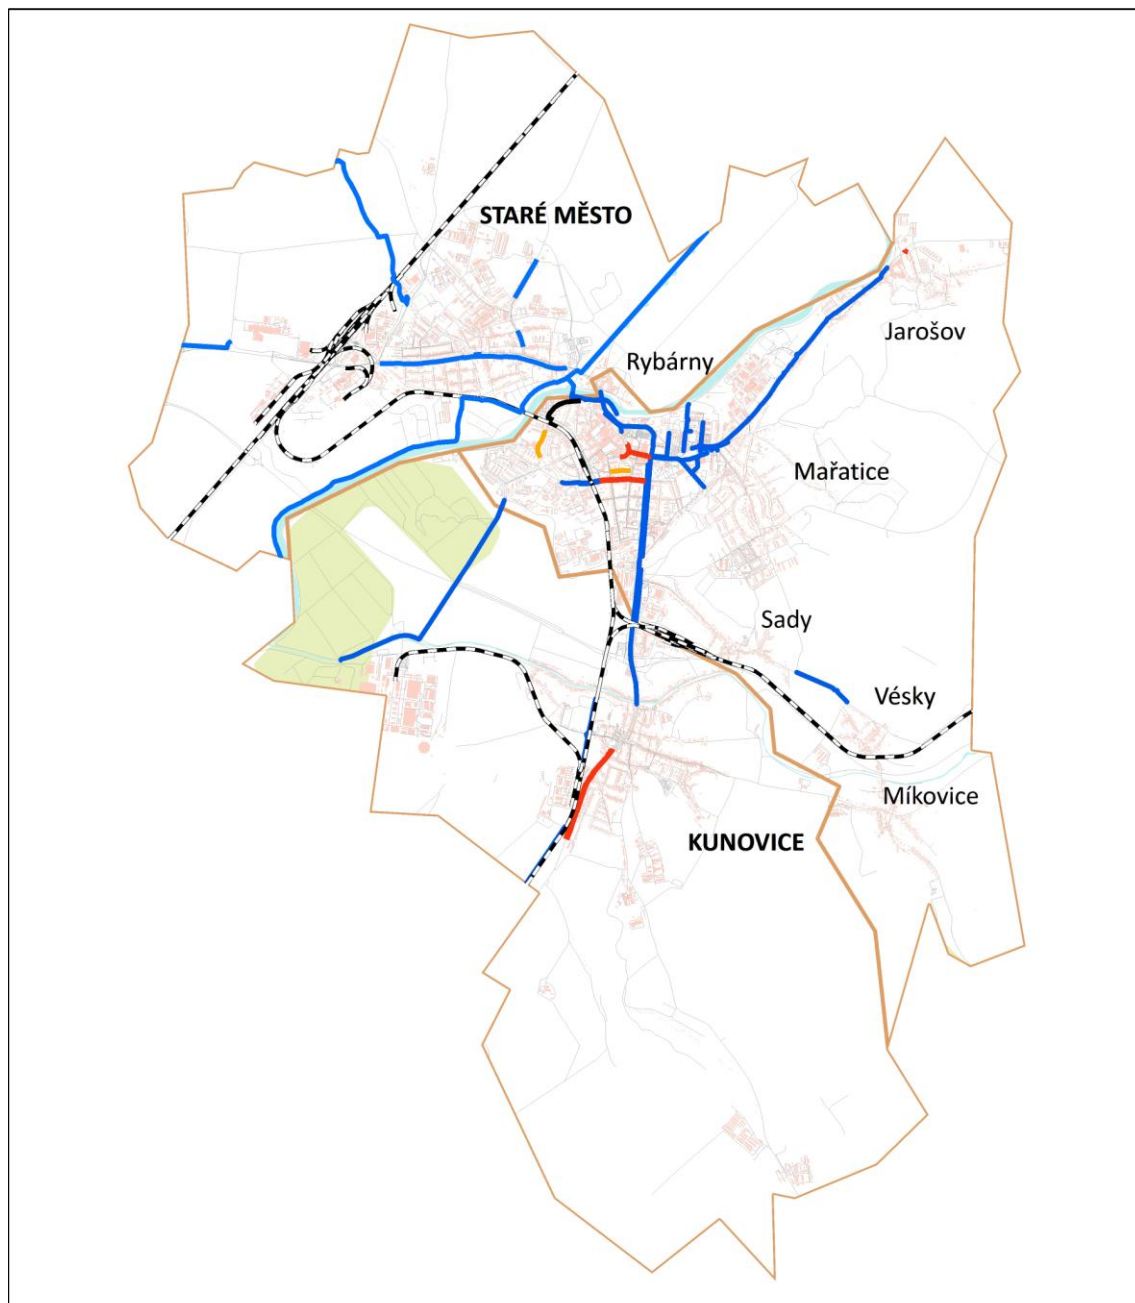 STARÉ MĚSTO
Jarošov
Rybárny
Mařatice
Sady
Vésky
Míkovice
KUNOVICE